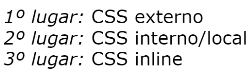 1º lugar: CSS externo
2º lugar: CSS interno/local
3º lugar: CSS inline